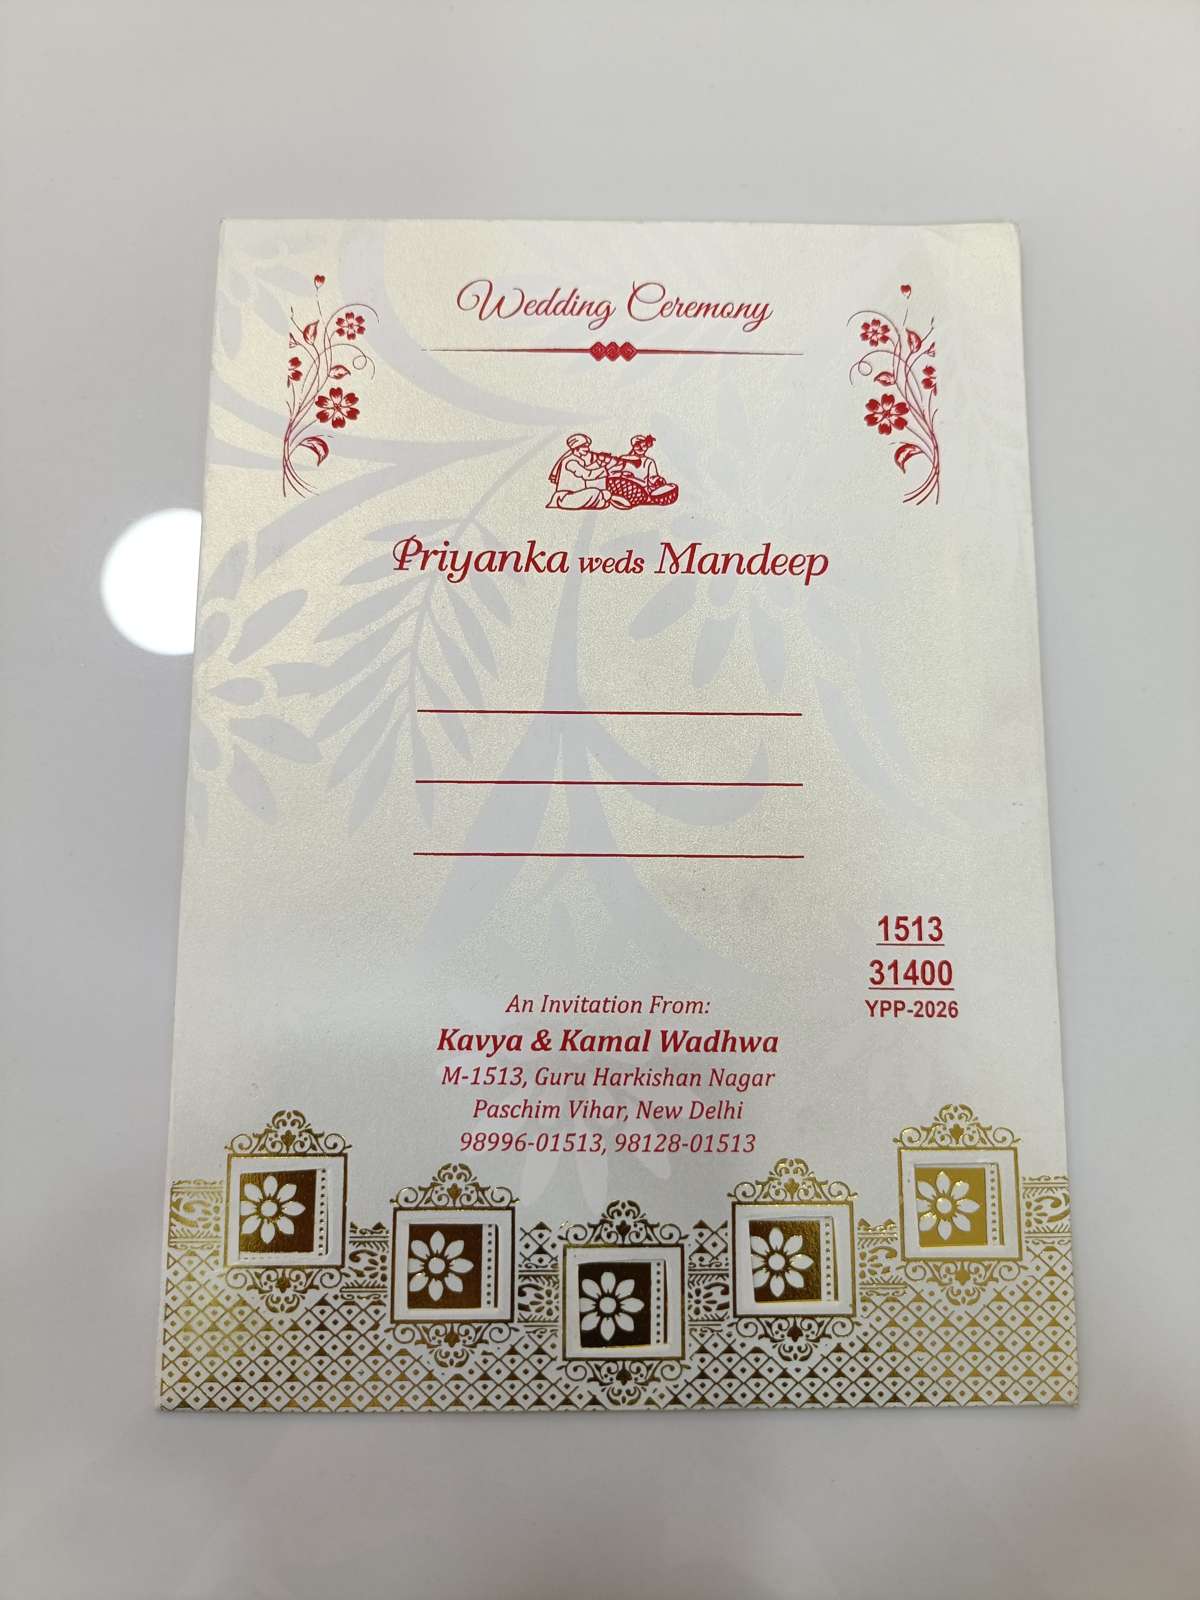 Wedding Ceremony
Priyanka weds Mandeep
1513
31400
YPP-2026
An Invitation From:
Kavya & Kamal Wadhwa
M-1513, Guru Harkishan Nagar
Paschim Vihar, New Delhi
98996-01513, 98128-01513